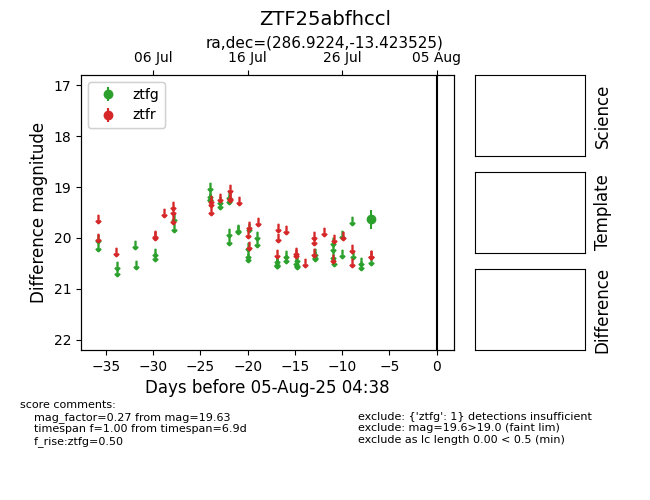 ZTF25abfhccl
ra,dec=(286.9224,-13.423525)
06 Jul 16 Jul 26 Jul 05 Aug
ztfg
ztfr
17
18
19
20
21
22
Difference magnitude
−35 −30 −25 −20 −15 −10 −5 0
Days before 05-Aug-25 04:38
Science
Template
Difference
score comments:
mag_factor=0.27 from mag=19.63
timespan f=1.00 from timespan=6.9d
f_rise:ztfg=0.50
exclude: {'ztfg': 1} detections insufficient
exclude: mag=19.6>19.0 (faint lim)
exclude as lc length 0.00 < 0.5 (min)